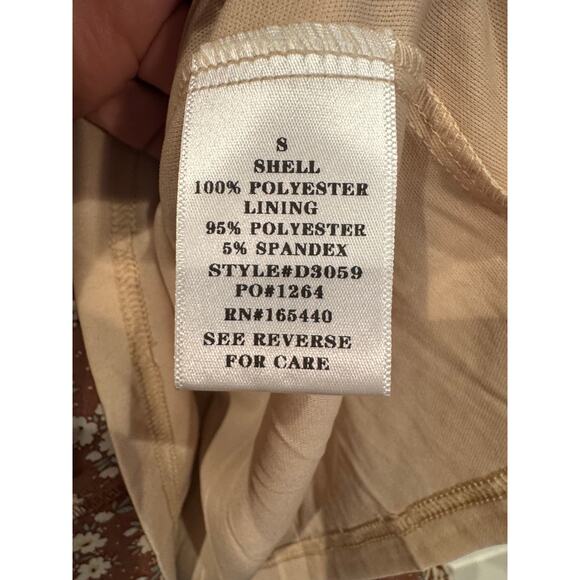 S
SHELL
100% POLYESTER
LINING
95% POLYESTER
5% SPANDEX
STYLE#D3059
PO#1264
RN#165440
SEE REVERSE
FOR CARE